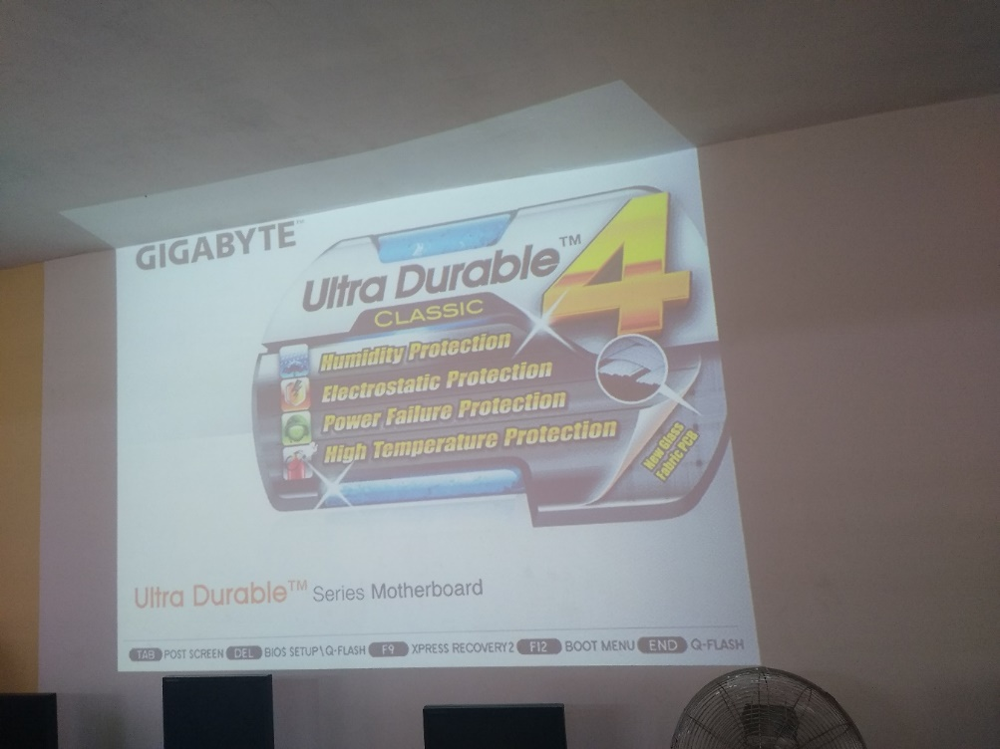 GIGABYTE™
Ultra Durable™ 4
CLASSIC
Humidity Protection
Electrostatic Protection
Power Failure Protection
High Temperature Protection
New Glass
Fabric PCB
Ultra Durable™ Series Motherboard
TAB POST SCREEN DEL BIOS SETUP\Q-FLASH F9 XPRESS RECOVERY2 F12 BOOT MENU END Q-FLASH